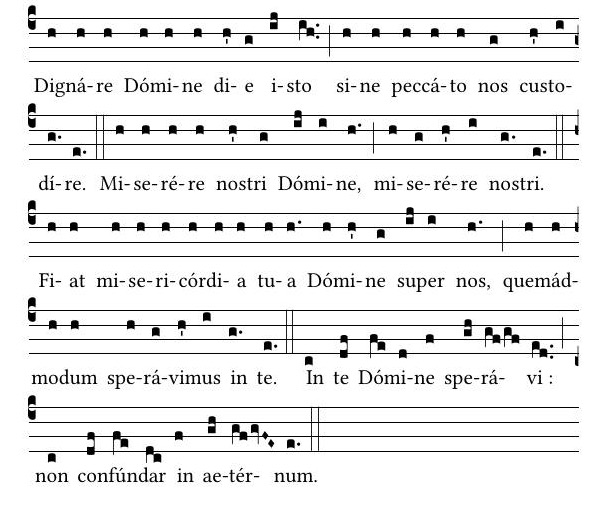 Digná- re Dómi- ne di- e i- sto si- ne peccá- to nos custo-
dí- re. Mi- se- ré- re nostri Dómi- ne, mi- se- ré- re nostri.
Fi- at mi- se- ri- córdi- a tu- a Dómi- ne super nos, quemád-
modum spe- rá- vimus in te. In te Dómi- ne spe- rá- vi :
non confúndar in ae- tér- num.